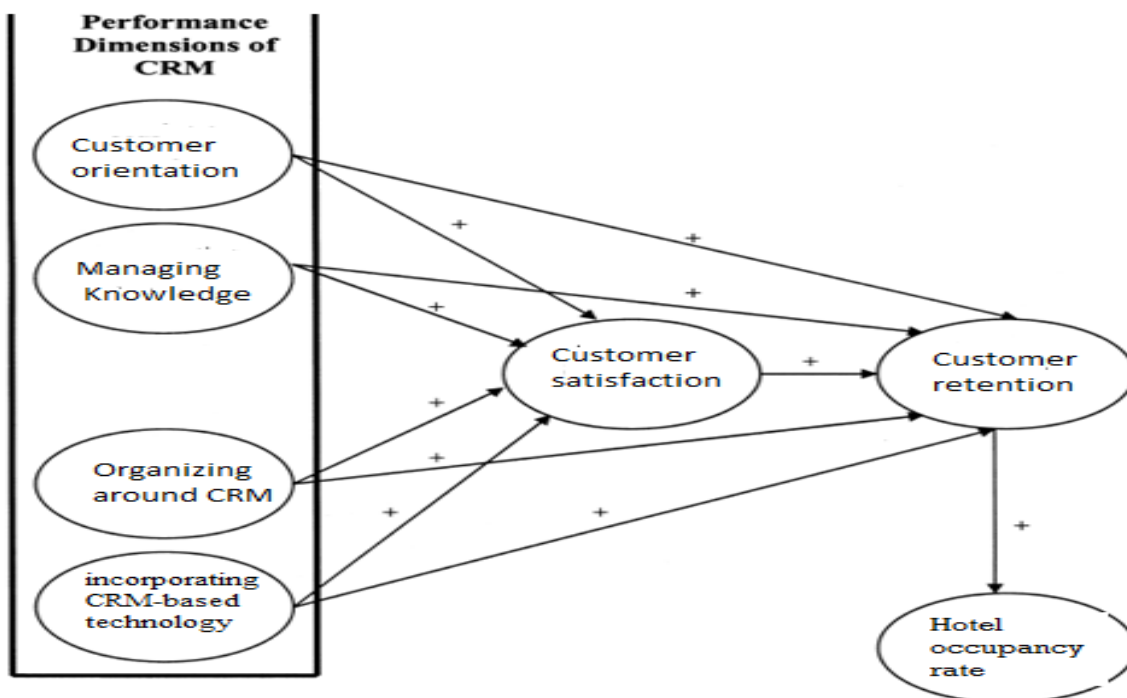 Performance
Dimensions of
CRM
Customer
orientation
+
+
Managing
Knowledge
+
+
Customer
satisfaction
+
Customer
retention
Organizing
around CRM
+
+
incorporating
CRM-based
technology
+
+
+
Hotel
occupancy
rate